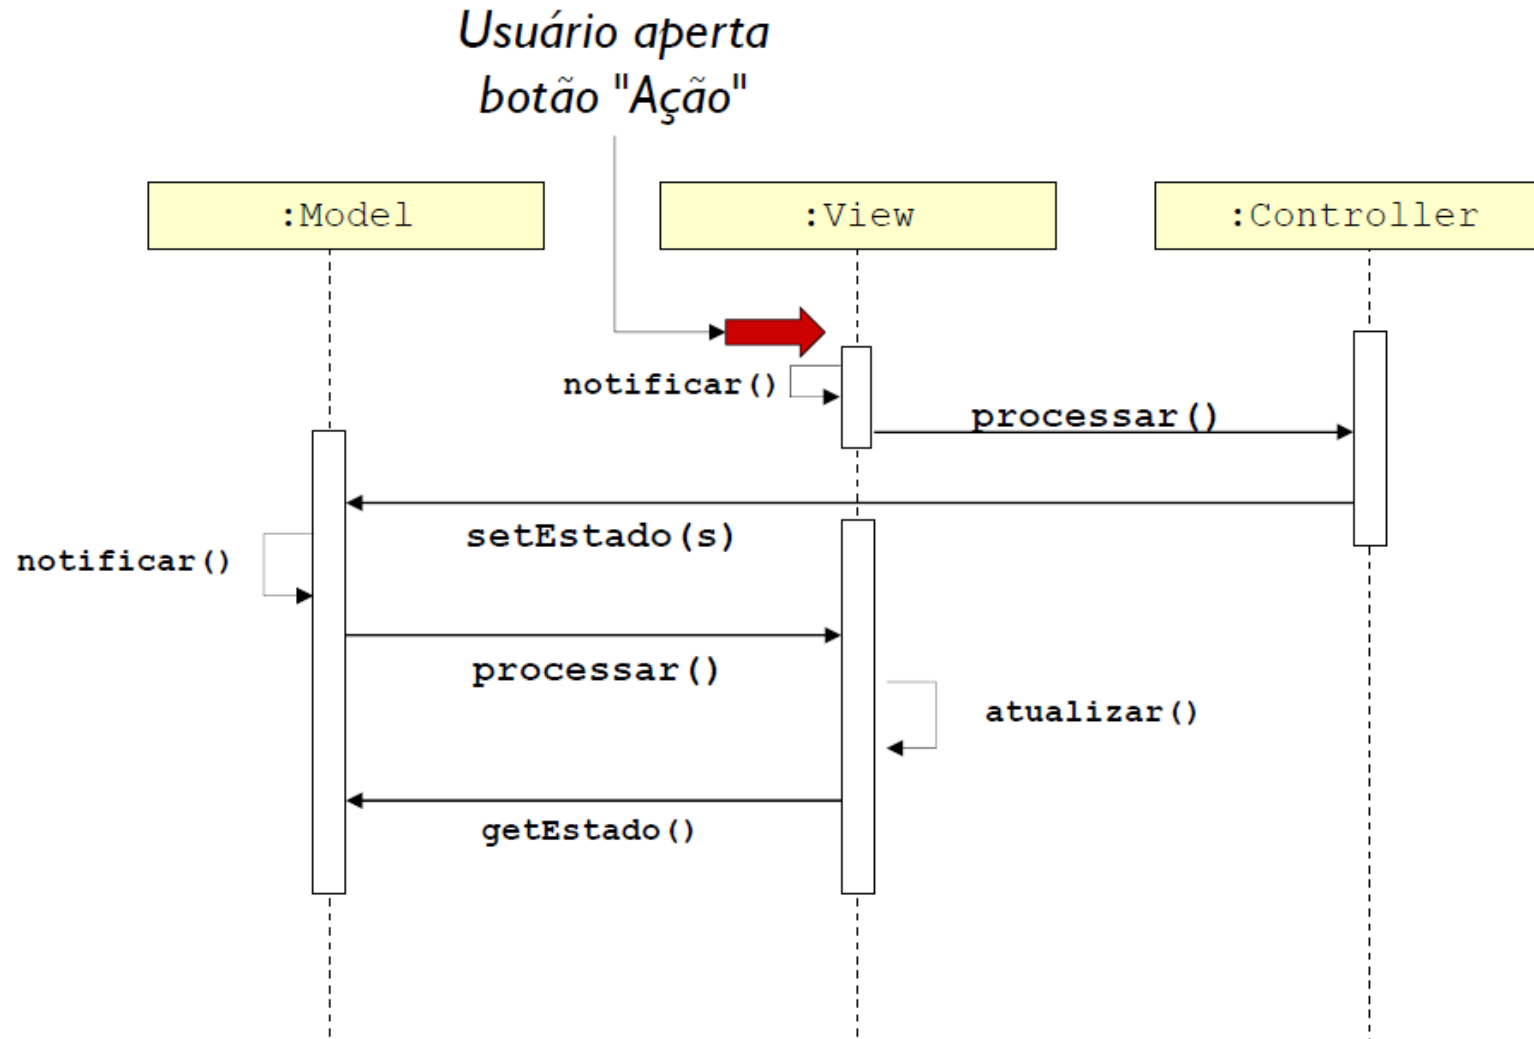 Usuário aperta
botão "Ação"
:Model
:View
:Controller
notificar()
processar()
setEstado(s)
notificar()
processar()
atualizar()
getEstado()